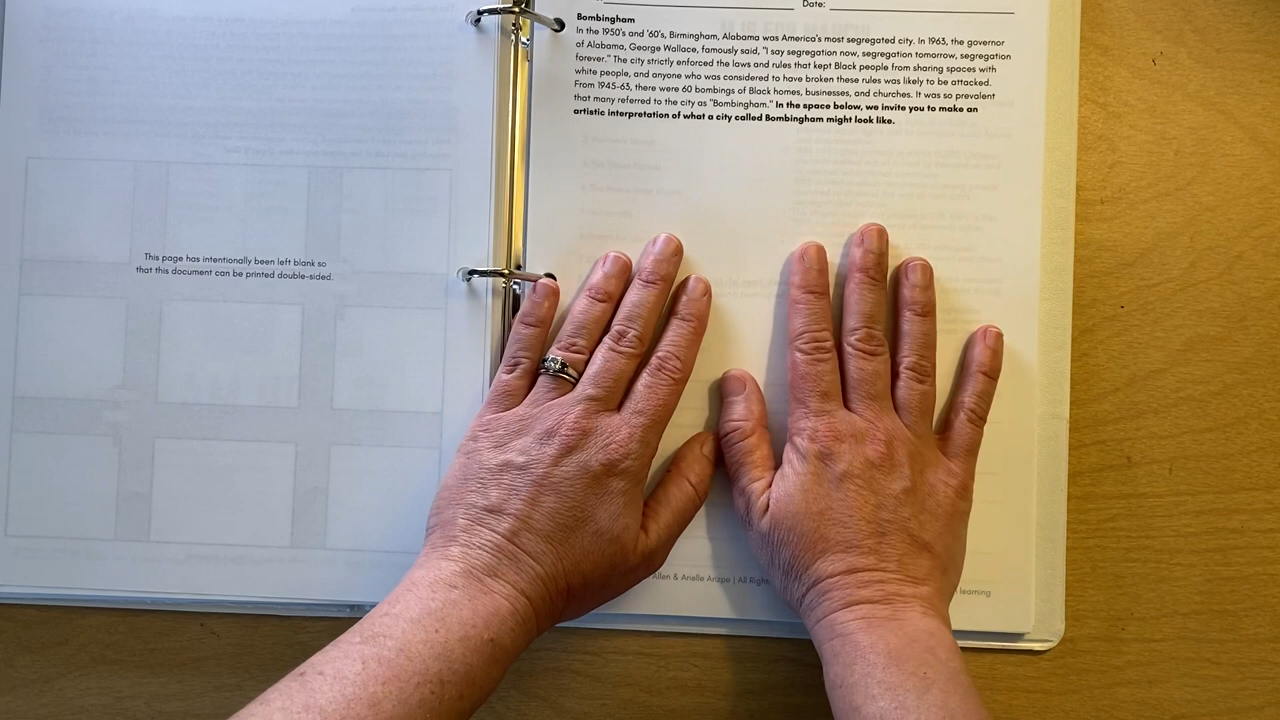 This page has intentionally been left blank so
that this document can be printed double-sided.
Date:
Bombingham
In the 1950's and '60's, Birmingham, Alabama was America's most segregated city. In 1963, the governor
of Alabama, George Wallace, famously said, "I say segregation now, segregation tomorrow, segregation
forever." The city strictly enforced the laws and rules that kept Black people from sharing spaces with
white people, and anyone who was considered to have broken these rules was likely to be attacked.
From 1945-63, there were 60 bombings of Black homes, businesses, and churches. It was so prevalent
that many referred to the city as "Bombingham." In the space below, we invite you to make an
artistic interpretation of what a city called Bombingham might look like.
Allen & Arielle Arizpe | All Right
learning